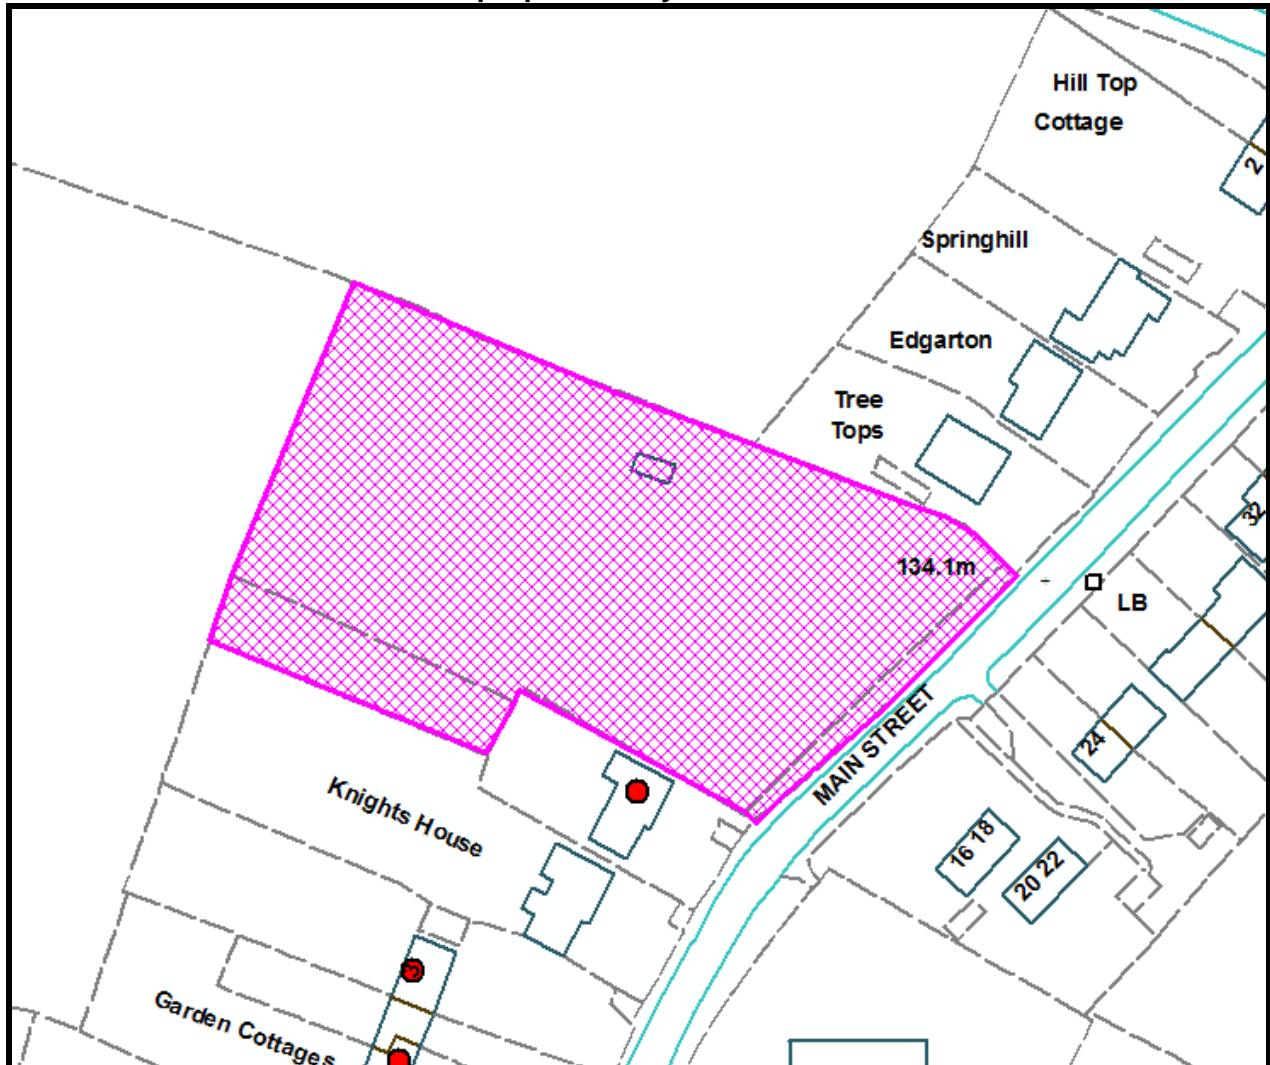 Hill Top
Cottage
2
Springhill
Edgarton
Tree
Tops
32
134.1m
LB
MAIN STREET
24
Knights House
16 18
20 22
3
Garden Cottages